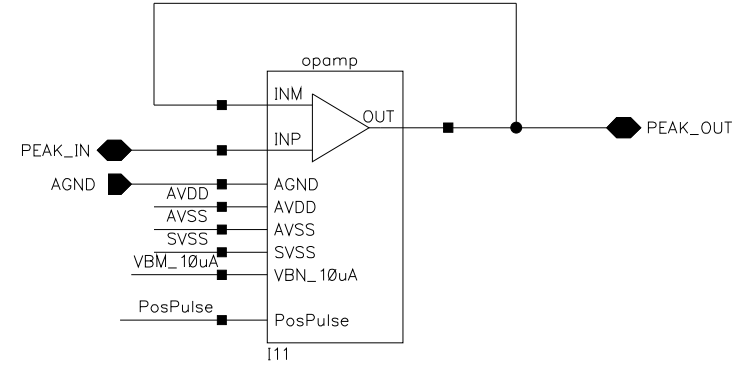 opamp
INM
OUT
INP
PEAK_IN
PEAK_OUT
AGND
AGND
AVDD
AVDD
AVSS
AVSS
SVSS
SVSS
VBM_10uA
VBN_10uA
PosPulse
PosPulse
I11